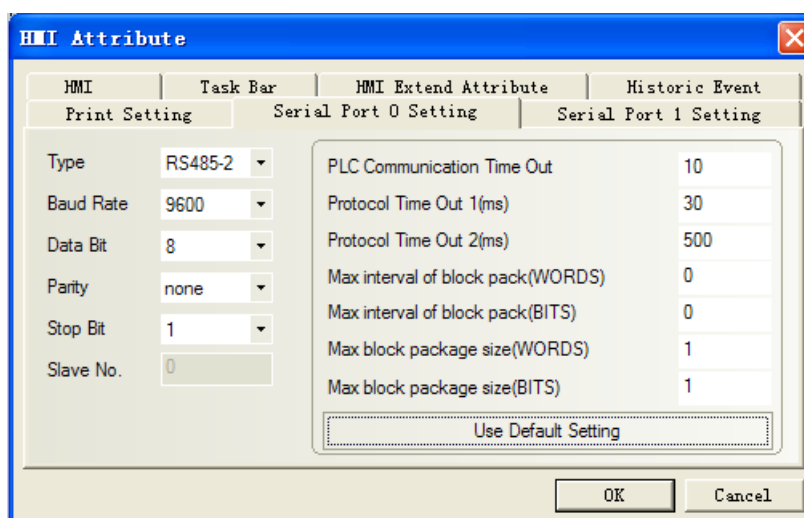 HMI Attribute
HMI Task Bar HMI Extend Attribute Historic Event
Print Setting Serial Port 0 Setting Serial Port 1 Setting
Type RS485-2
Baud Rate 9600
Data Bit 8
Parity none
Stop Bit 1
Slave No. 0
PLC Communication Time Out 10
Protocol Time Out 1(ms) 30
Protocol Time Out 2(ms) 500
Max interval of block pack(WORDS) 0
Max interval of block pack(BITS) 0
Max block package size(WORDS) 1
Max block package size(BITS) 1
Use Default Setting
OK Cancel